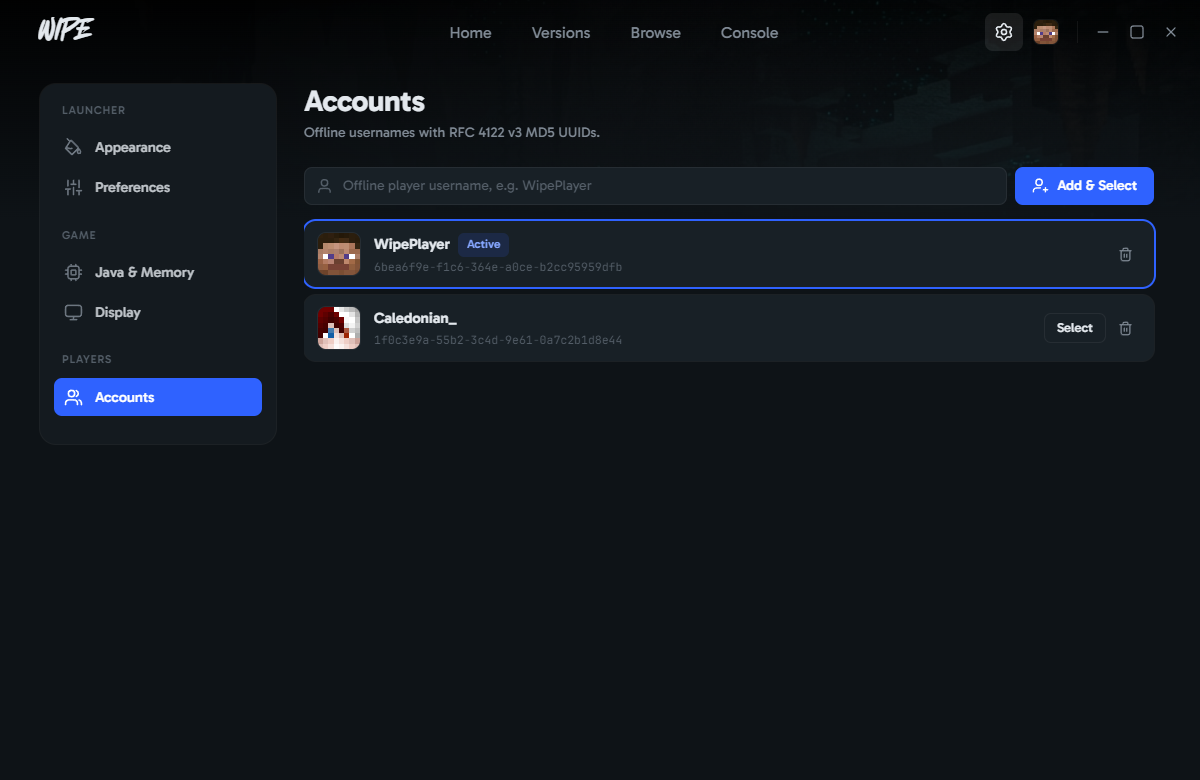 WIPE
Home Versions Browse Console
LAUNCHER
Appearance
Preferences
GAME
Java & Memory
Display
PLAYERS
Accounts
Accounts
Offline usernames with RFC 4122 v3 MD5 UUIDs.
Offline player username, e.g. WipePlayer
Add & Select
WipePlayer Active
6bea6f9e-f1c6-364e-a0ce-b2cc95959dfb
Caledonian_
1f0c3e9a-55b2-3c4d-9e61-0a7c2b1d8e44
Select